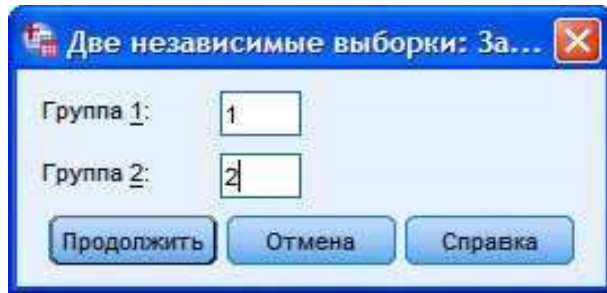 Две независимые выборки: За...
Группа 1: 1
Группа 2: 2
Продолжить Отмена Справка